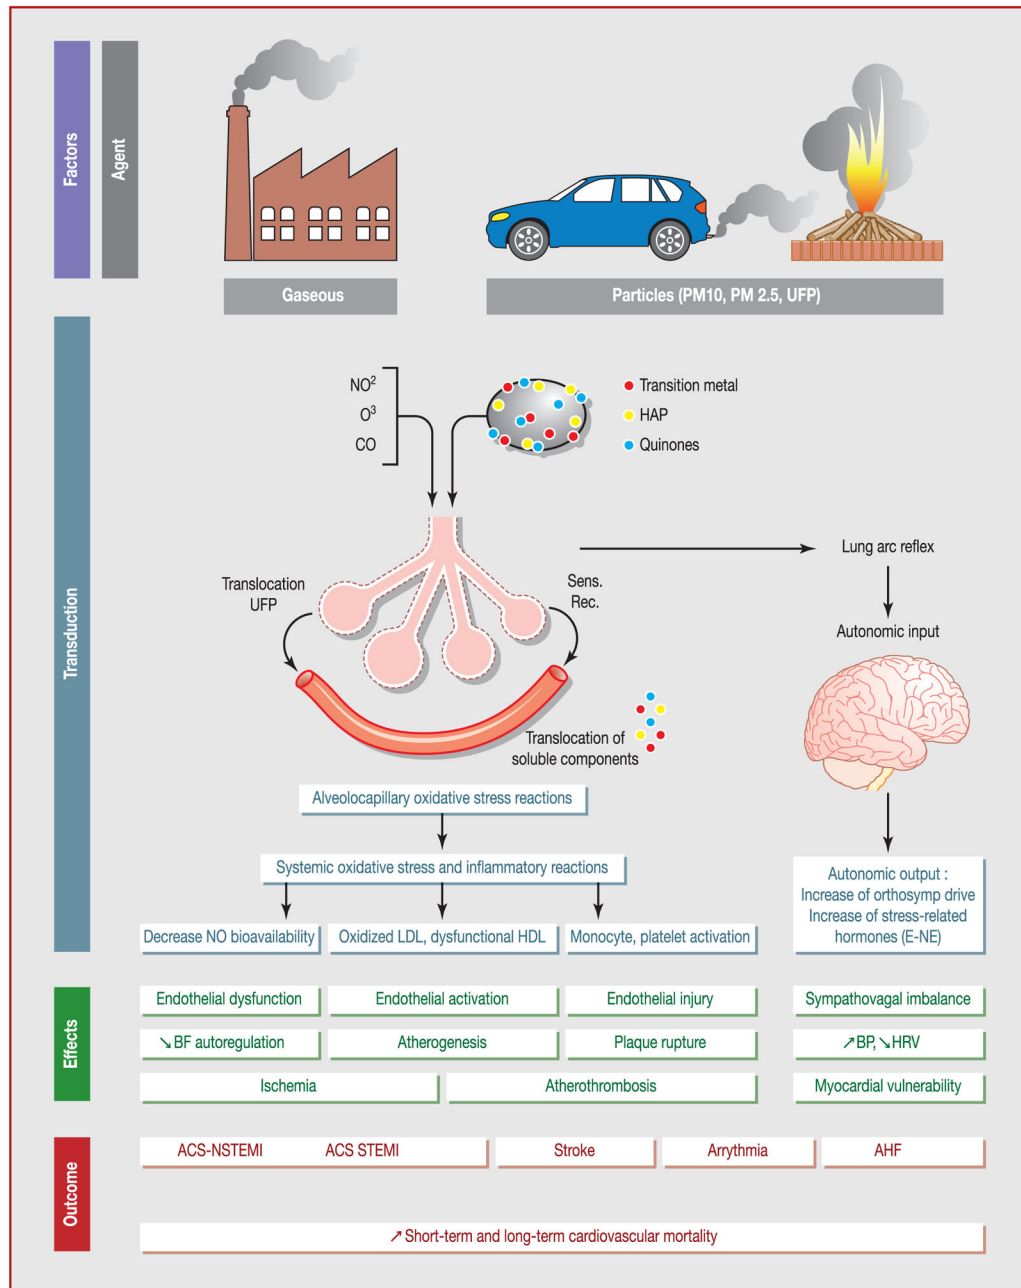 Factors
Agent
Gaseous
Particles (PM10, PM 2.5, UFP)
Transduction
NO²
O³
CO
Transition metal
HAP
Quinones
Translocation
UFP
Sens.
Rec.
Lung arc reflex
Autonomic input
Translocation of
soluble components
Alveolocapillary oxidative stress reactions
Systemic oxidative stress and inflammatory reactions
Autonomic output :
Increase of orthosymp drive
Increase of stress-related
hormones (E-NE)
Decrease NO bioavailability
Oxidized LDL, dysfunctional HDL
Monocyte, platelet activation
Effects
Endothelial dysfunction
Endothelial activation
Endothelial injury
Sympathovagal imbalance
↘ BF autoregulation
Atherogenesis
Plaque rupture
↗ BP, ↘ HRV
Ischemia
Atherothrombosis
Myocardial vulnerability
Outcome
ACS-NSTEMI
ACS STEMI
Stroke
Arrythmia
AHF
↗ Short-term and long-term cardiovascular mortality